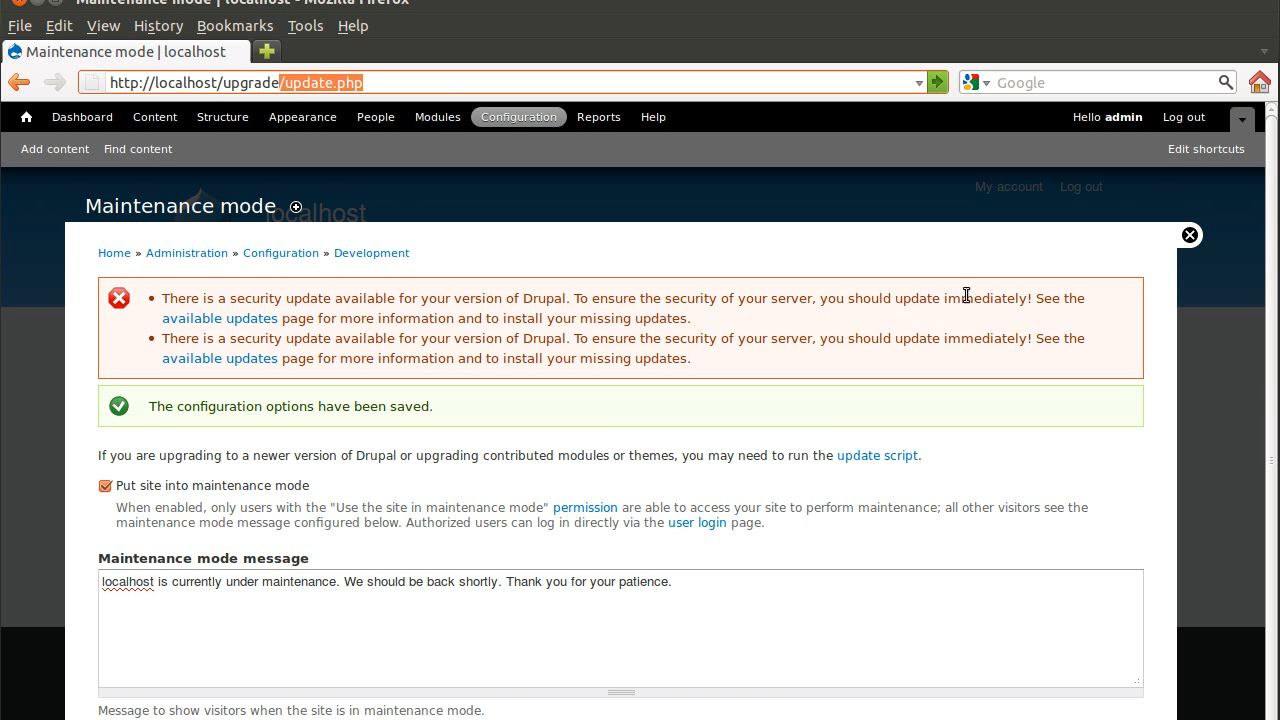 Maintenance mode | localhost - Mozilla Firefox
File Edit View History Bookmarks Tools Help
Maintenance mode | localhost
http://localhost/upgrade/update.php
Google
Dashboard Content Structure Appearance People Modules Configuration Reports Help Hello admin Log out
Add content Find content Edit shortcuts
My account Log out
Maintenance mode
localhost
Home » Administration » Configuration » Development
There is a security update available for your version of Drupal. To ensure the security of your server, you should update immediately! See the
available updates page for more information and to install your missing updates.
There is a security update available for your version of Drupal. To ensure the security of your server, you should update immediately! See the
available updates page for more information and to install your missing updates.
The configuration options have been saved.
If you are upgrading to a newer version of Drupal or upgrading contributed modules or themes, you may need to run the update script.
Put site into maintenance mode
When enabled, only users with the "Use the site in maintenance mode" permission are able to access your site to perform maintenance; all other visitors see the
maintenance mode message configured below. Authorized users can log in directly via the user login page.
Maintenance mode message
localhost is currently under maintenance. We should be back shortly. Thank you for your patience.
Message to show visitors when the site is in maintenance mode.